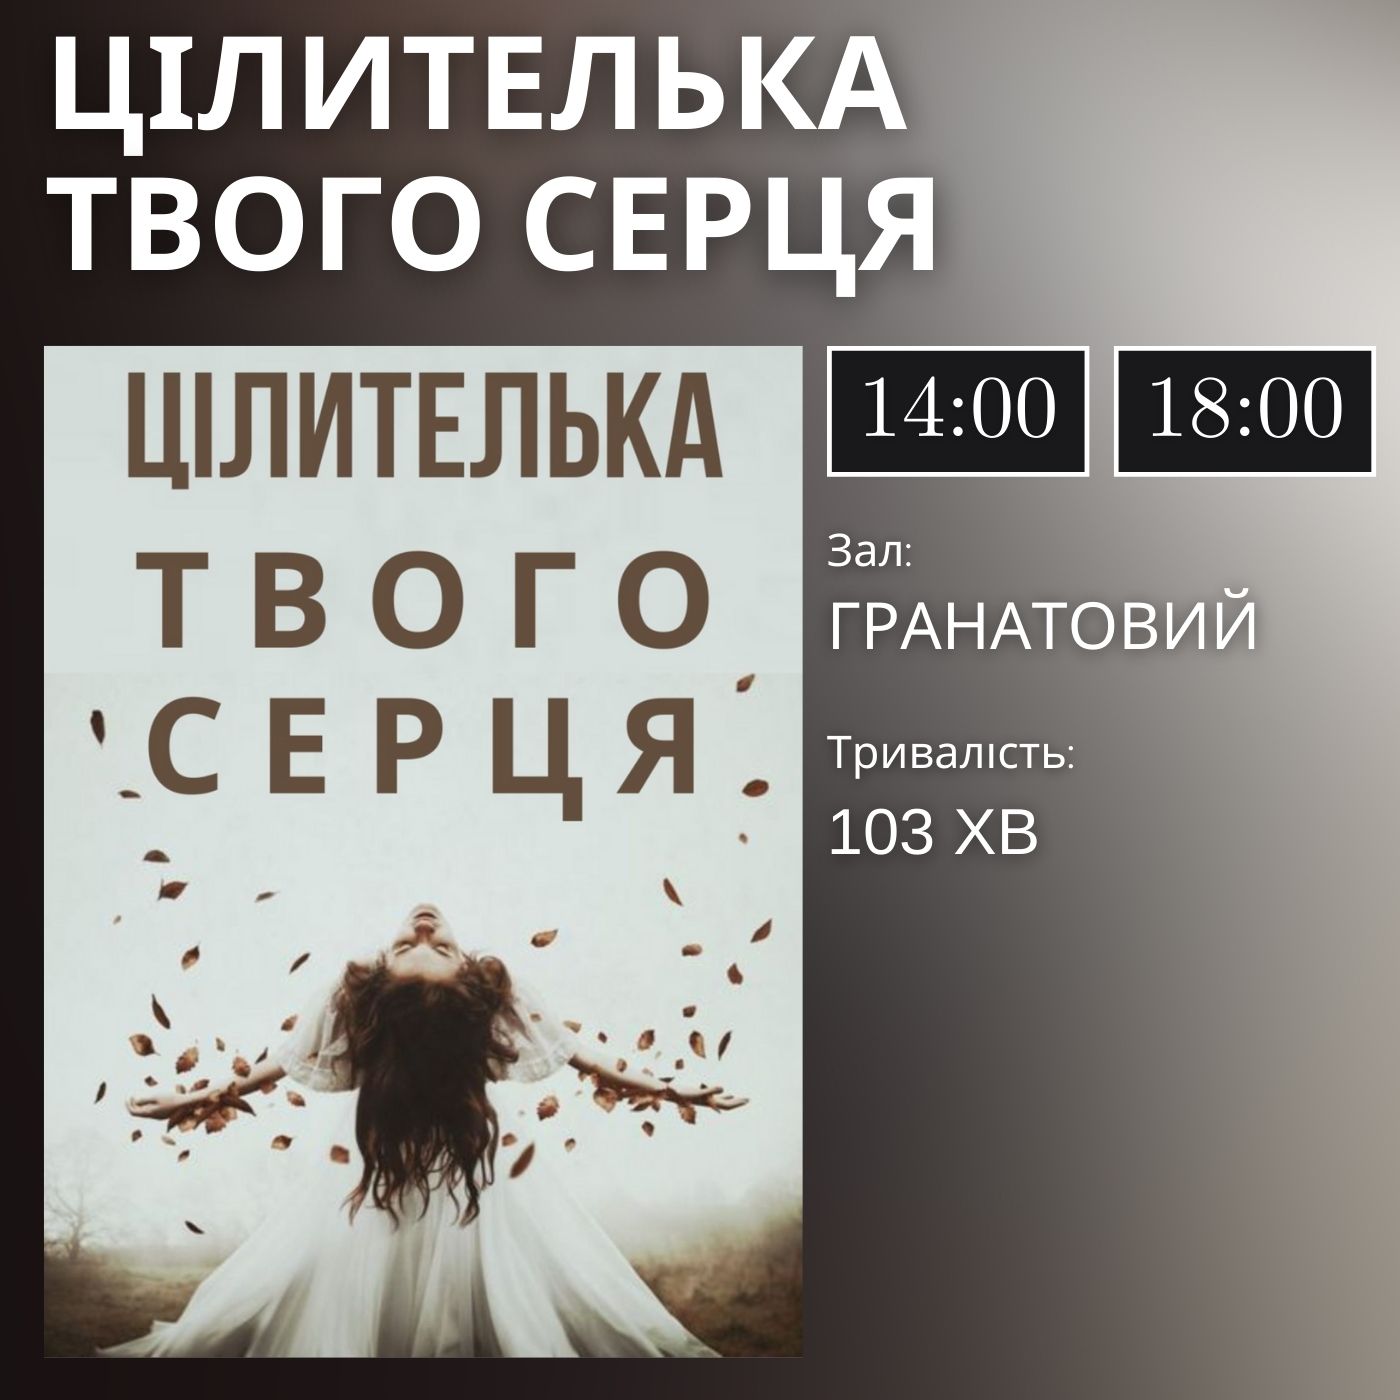 ЦІЛИТЕЛЬКА
ТВОГО СЕРЦЯ
ЦІЛИТЕЛЬКА
ТВОГО
СЕРЦЯ
14:00 18:00
Зал:
ГРАНАТОВИЙ
Тривалість:
103 ХВ